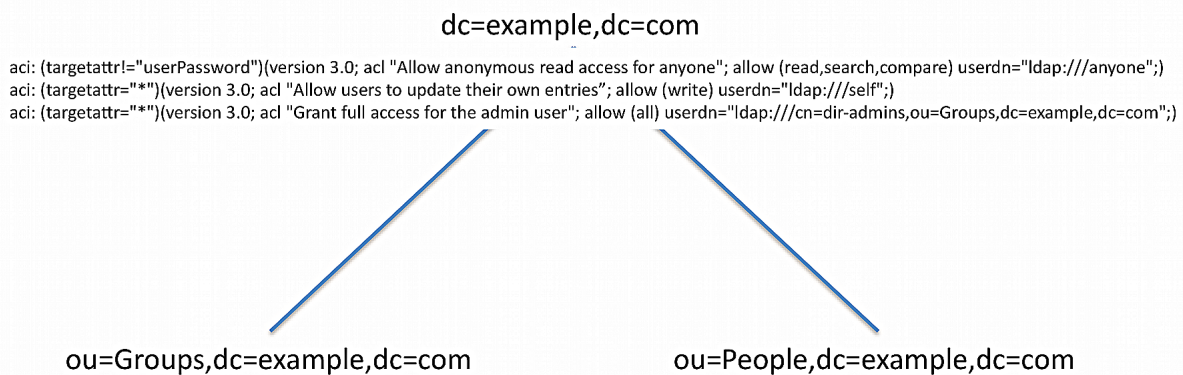 dc=example,dc=com
aci: (targetattr!="userPassword")(version 3.0; acl "Allow anonymous read access for anyone"; allow (read,search,compare) userdn="ldap:///anyone";)
aci: (targetattr="*")(version 3.0; acl "Allow users to update their own entries”; allow (write) userdn="ldap:///self";)
aci: (targetattr="*")(version 3.0; acl "Grant full access for the admin user"; allow (all) userdn="ldap:///cn=dir-admins,ou=Groups,dc=example,dc=com";)
ou=Groups,dc=example,dc=com
ou=People,dc=example,dc=com